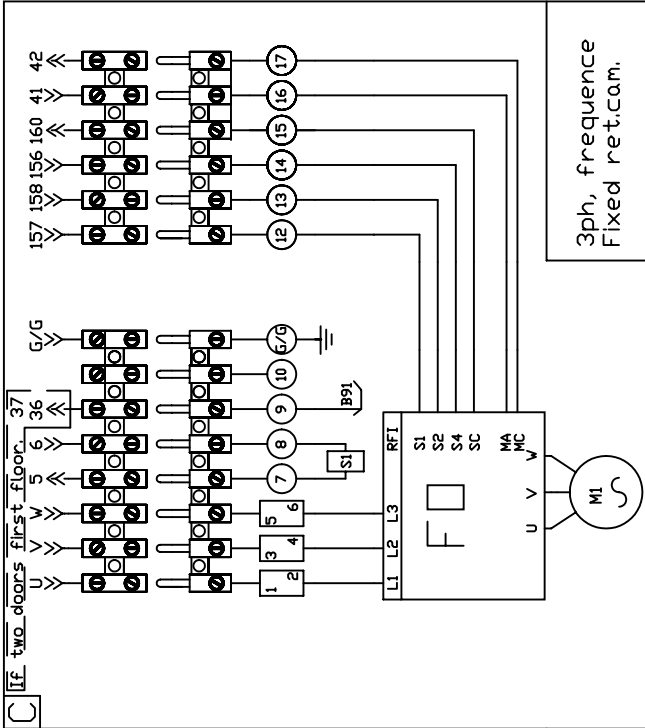 C
If two doors first floor.
37
U V W 5 6 36 G/G 157 158 156 160 41 42
7 8 9 10 G/G 12 13 14 15 16 17
1 2
3 4
5 6
S1
B91
L1 L2 L3 RFI
S1
S2
S4
SC
MA
MC
U V W
M1
3ph, frequence
Fixed ret.cam.